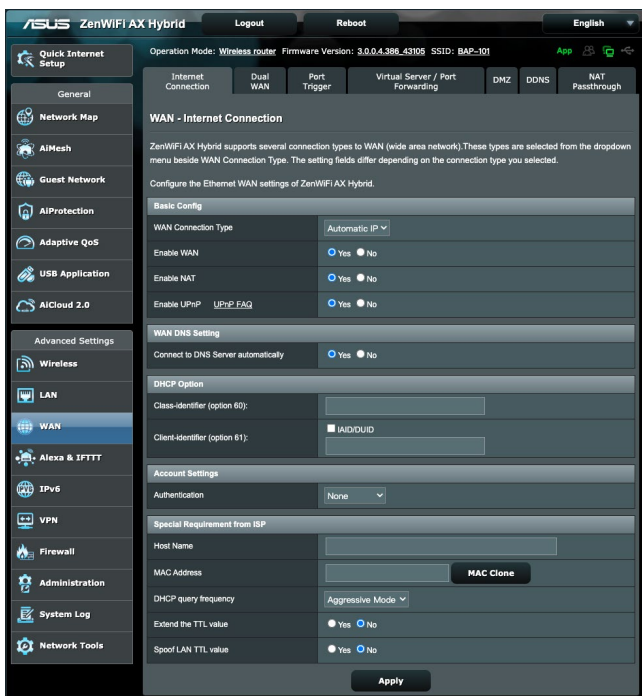 ASUS ZenWiFi AX Hybrid Logout Reboot English
Quick Internet Setup
Operation Mode: Wireless router Firmware Version: 3.0.0.4.386_43105 SSID: BAP-101 App
Internet Connection Dual WAN Port Trigger Virtual Server / Port Forwarding DMZ DDNS NAT Passthrough
General
Network Map
AiMesh
Guest Network
AiProtection
Adaptive QoS
USB Application
AiCloud 2.0
Advanced Settings
Wireless
LAN
WAN
Alexa & IFTTT
IPv6
VPN
Firewall
Administration
System Log
Network Tools
WAN - Internet Connection
ZenWiFi AX Hybrid supports several connection types to WAN (wide area network).These types are selected from the dropdown
menu beside WAN Connection Type. The setting fields differ depending on the connection type you selected.
Configure the Ethernet WAN settings of ZenWiFi AX Hybrid.
Basic Config
WAN Connection Type Automatic IP
Enable WAN Yes No
Enable NAT Yes No
Enable UPnP UPnP FAQ Yes No
WAN DNS Setting
Connect to DNS Server automatically Yes No
DHCP Option
Class-identifier (option 60):
Client-identifier (option 61): IAID/DUID
Account Settings
Authentication None
Special Requirement from ISP
Host Name
MAC Address MAC Clone
DHCP query frequency Aggressive Mode
Extend the TTL value Yes No
Spoof LAN TTL value Yes No
Apply